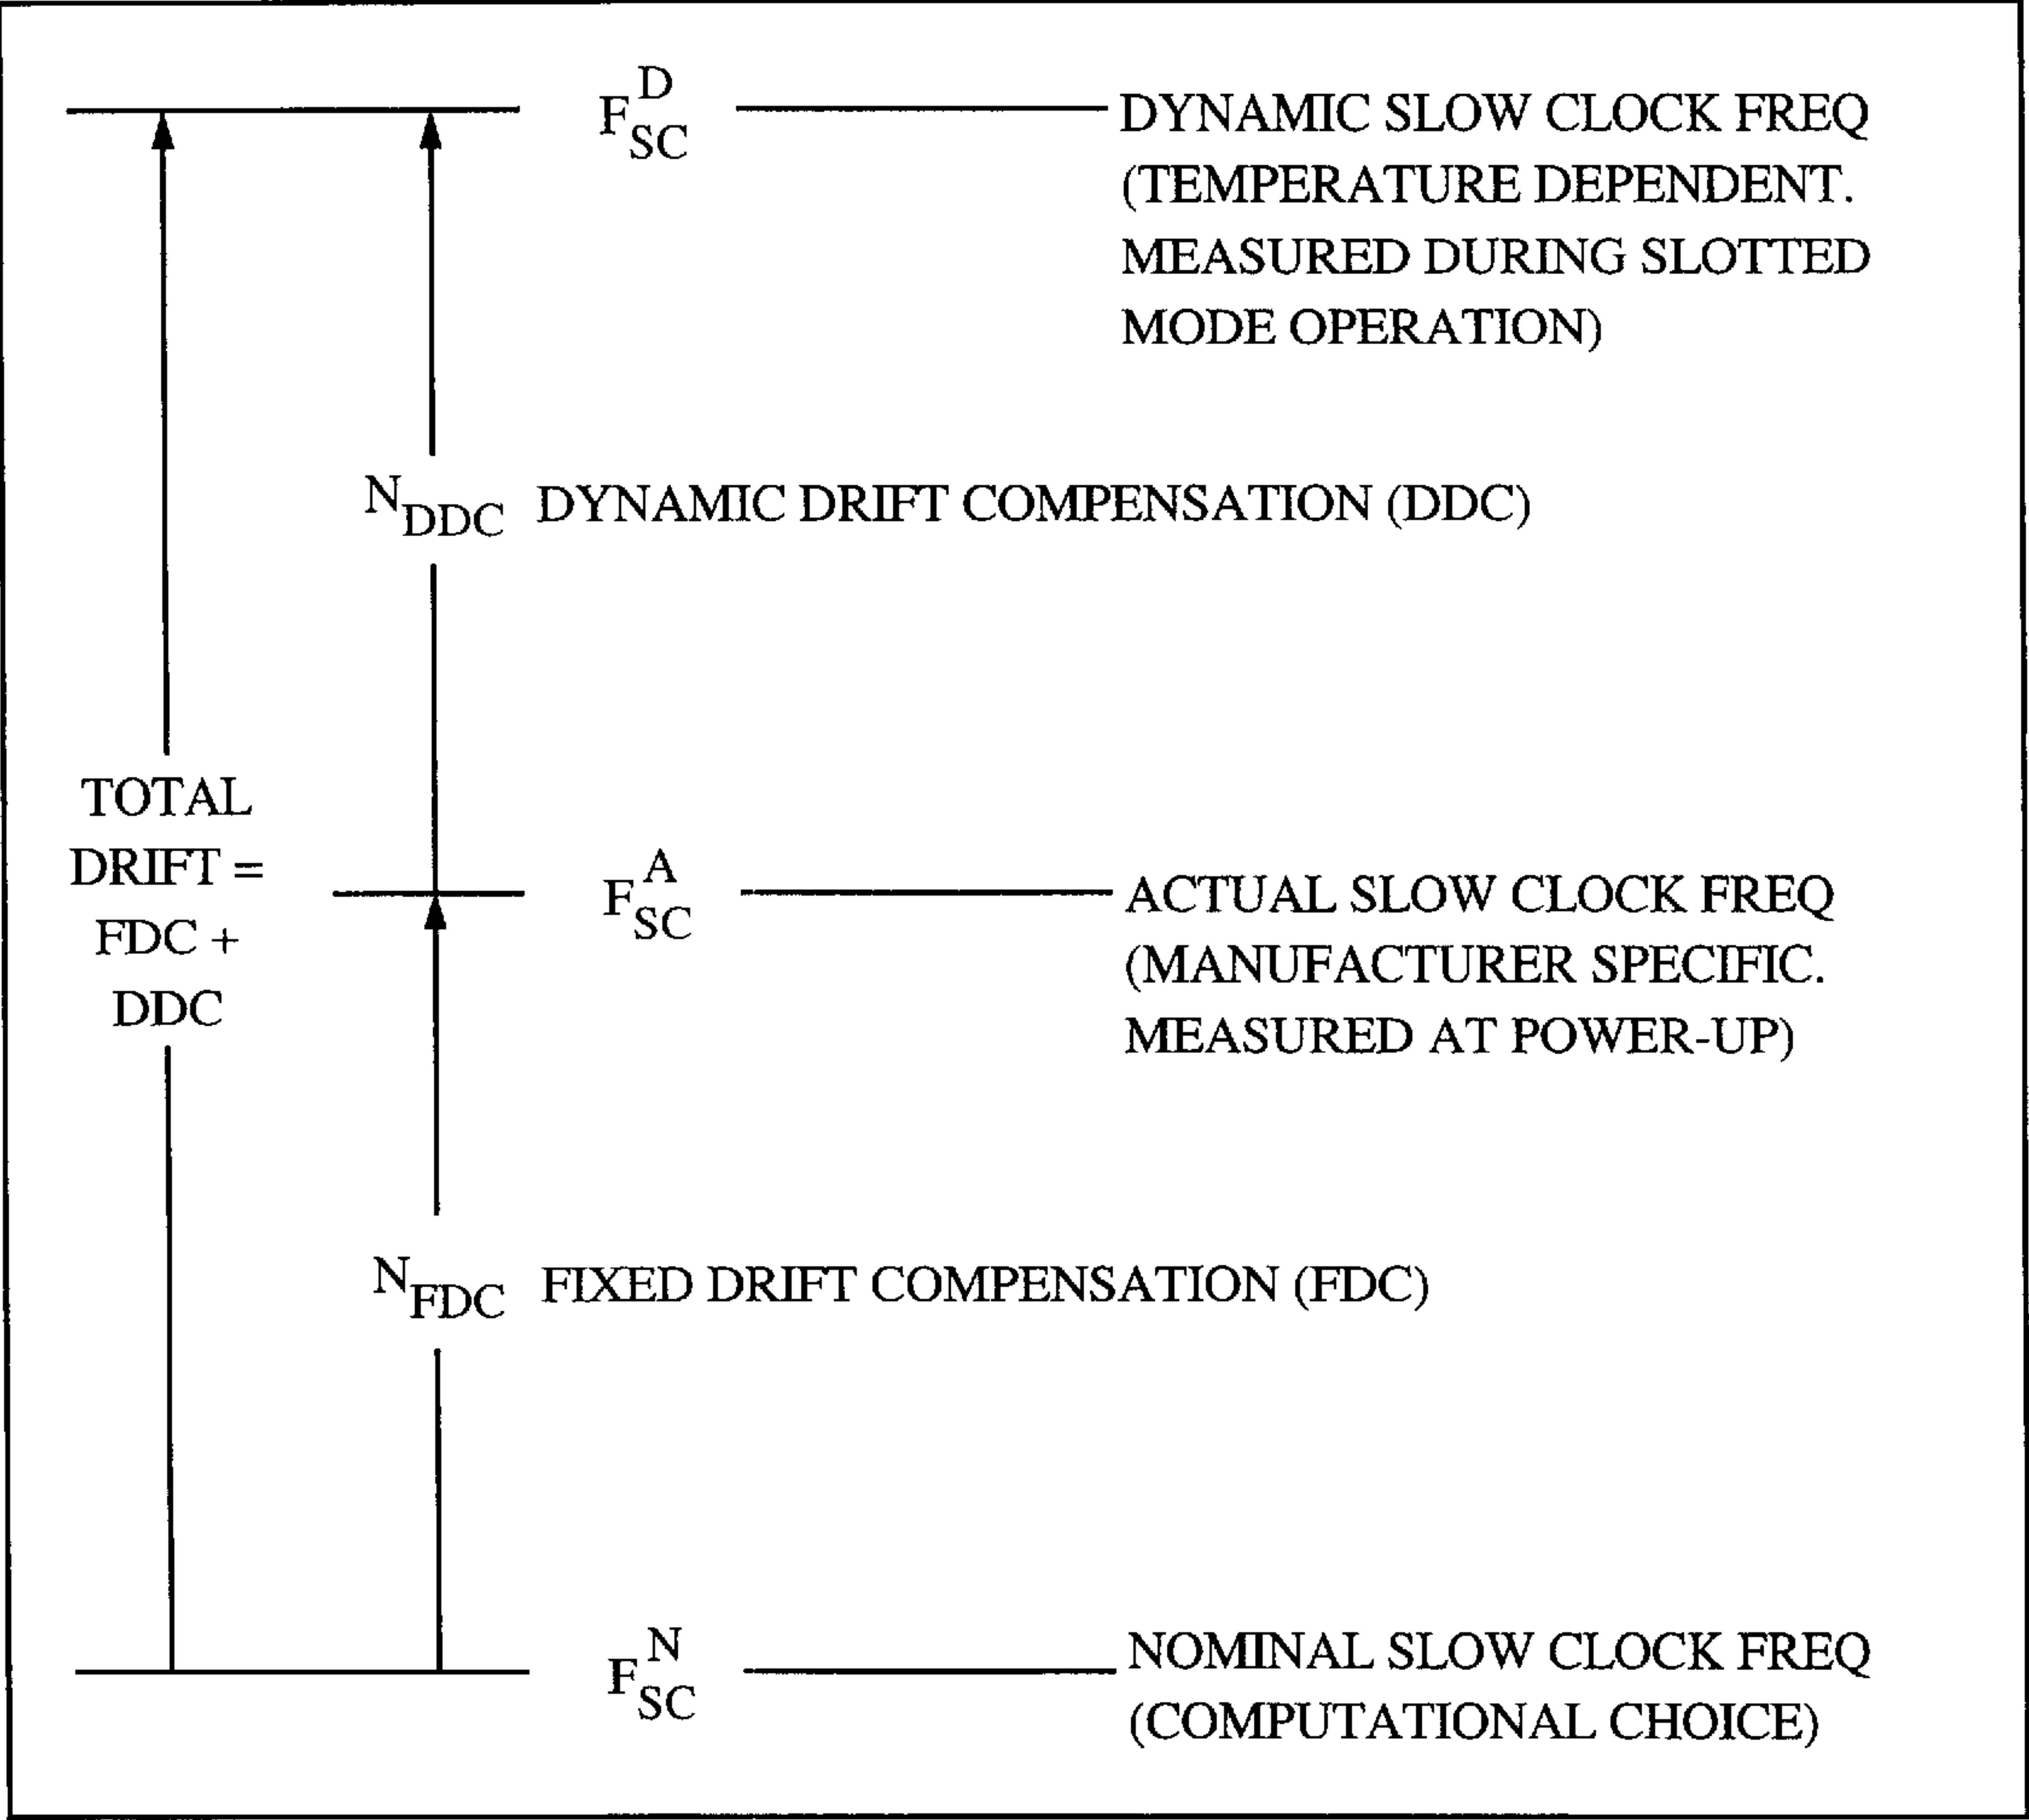 F_SC^D DYNAMIC SLOW CLOCK FREQ
(TEMPERATURE DEPENDENT.
MEASURED DURING SLOTTED
MODE OPERATION)
N_DDC DYNAMIC DRIFT COMPENSATION (DDC)
TOTAL
DRIFT =
FDC +
DDC
F_SC^A ACTUAL SLOW CLOCK FREQ
(MANUFACTURER SPECIFIC.
MEASURED AT POWER-UP)
N_FDC FIXED DRIFT COMPENSATION (FDC)
F_SC^N NOMINAL SLOW CLOCK FREQ
(COMPUTATIONAL CHOICE)